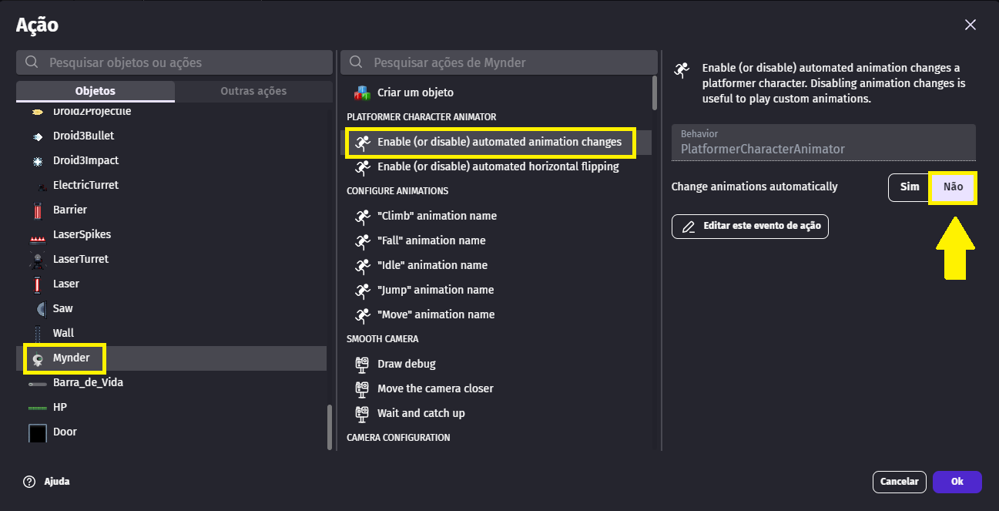 Ação
Pesquisar objetos ou ações
Objetos
Outras ações
Droid2Projectile
Droid3Bullet
Droid3Impact
ElectricTurret
Barrier
LaserSpikes
LaserTurret
Laser
Saw
Wall
Mynder
Barra_de_Vida
HP
Door
Pesquisar ações de Mynder
Criar um objeto
PLATFORMER CHARACTER ANIMATOR
Enable (or disable) automated animation changes
Enable (or disable) automated horizontal flipping
CONFIGURE ANIMATIONS
"Climb" animation name
"Fall" animation name
"Idle" animation name
"Jump" animation name
"Move" animation name
SMOOTH CAMERA
Draw debug
Move the camera closer
Wait and catch up
CAMERA CONFIGURATION
Enable (or disable) automated animation changes a
platformer character. Disabling animation changes is
useful to play custom animations.
Behavior
PlatformerCharacterAnimator
Change animations automatically
Sim
Não
Editar este evento de ação
Ajuda
Cancelar
Ok